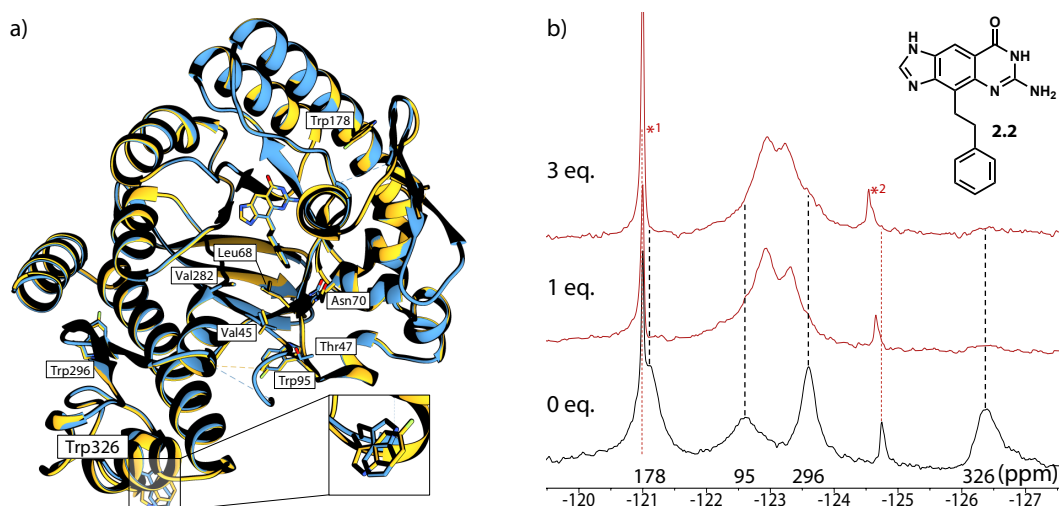 a)
Trp178
Leu68
Val282
Asn70
Val45
Thr47
Trp296
Trp95
Trp326
b)
O
H
N
NH
N
N
NH₂
2.2
*1
3 eq.
*2
1 eq.
0 eq.
178 95 296 326 (ppm)
-120 -121 -122 -123 -124 -125 -126 -127